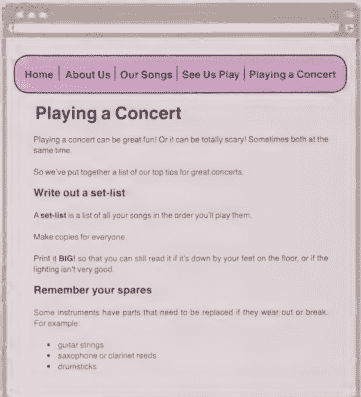 Home | About Us | Our Songs | See Us Play | Playing a Concert
Playing a Concert
Playing a concert can be great fun! Or it can be totally scary! Sometimes both at the
same time.
So we've put together a list of our top tips for great concerts.
Write out a set-list
A set-list is a list of all your songs in the order you'll play them.
Make copies for everyone.
Print it BIG! so that you can still read it if it's down by your feet on the floor, or if the
lighting isn't very good.
Remember your spares
Some instruments have parts that need to be replaced if they wear out or break.
For example:
• guitar strings
• saxophone or clarinet reeds
• drumsticks